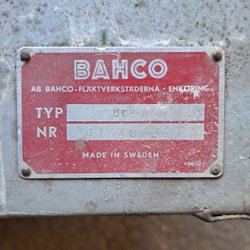 BAHCO
AB BAHCO-FLÄKTVERKSTÄDERNA · ENKÖPING
TYP
NR
MADE IN SWEDEN